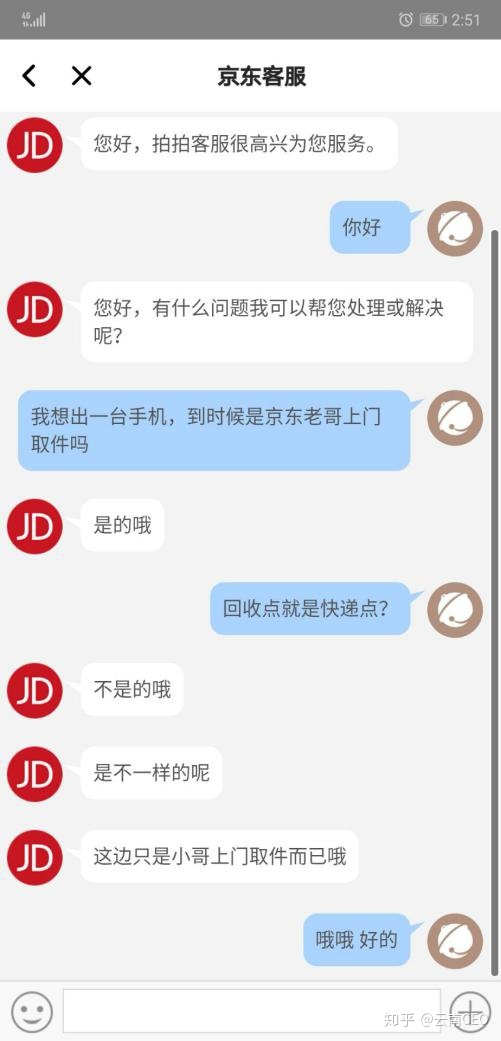 4G
65
2:51
京东客服
JD
您好，拍拍客服很高兴为您服务。
你好
JD
您好，有什么问题我可以帮您处理或解决
呢？
我想出一台手机，到时候是京东老哥上门
取件吗
JD
是的哦
回收点就是快递点？
JD
不是的哦
JD
是不一样的呢
JD
这边只是小哥上门取件而已哦
哦哦 好的
知乎 @云南CEO